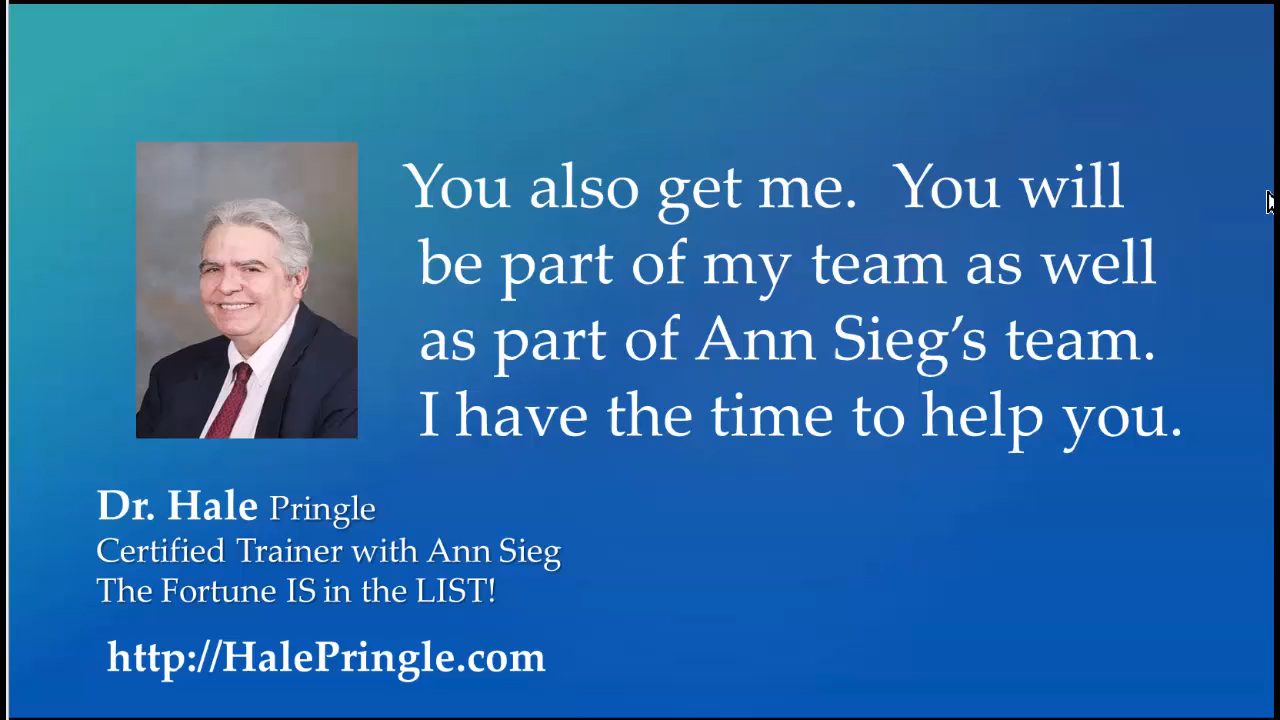 You also get me.  You will
be part of my team as well
as part of Ann Sieg’s team.
I have the time to help you.
Dr. Hale Pringle
Certified Trainer with Ann Sieg
The Fortune IS in the LIST!
http://HalePringle.com